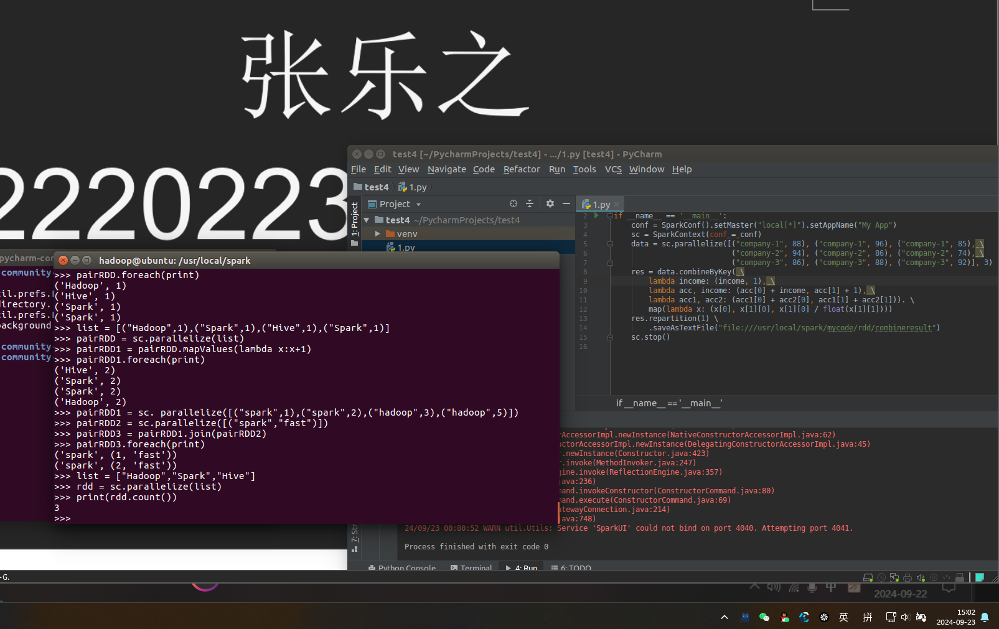 张乐之
2220223
test4 [~/PycharmProjects/test4] - .../1.py [test4] - PyCharm
File Edit View Navigate Code Refactor Run Tools VCS Window Help
test4 1.py
1: Project
Project
1.py
test4 ~/PycharmProjects/test4
venv
1.py
2 if __name__ == '__main__':
3 conf = SparkConf().setMaster("local[*]").setAppName("My App")
4 sc = SparkContext(conf = conf)
5 data = sc.parallelize([("company-1", 88), ("company-1", 96), ("company-1", 85), \
6 ("company-2", 94), ("company-2", 86), ("company-2", 74), \
7 ("company-3", 86), ("company-3", 88), ("company-3", 92)], 3)
8 res = data.combineByKey( \
9 lambda income: (income, 1), \
10 lambda acc, income: (acc[0] + income, acc[1] + 1), \
11 lambda acc1, acc2: (acc1[0] + acc2[0], acc1[1] + acc2[1])). \
12 map(lambda x: (x[0], x[1][0], x[1][0] / float(x[1][1])))
13 res.repartition(1) \
14 .saveAsTextFile("file:///usr/local/spark/mycode/rdd/combineresult")
15 sc.stop()
16
if __name__ == '__main__'
pycharm-co
community
til.prefs.
directory.
til.prefs.
background
community
community
hadoop@ubuntu: /usr/local/spark
>>> pairRDD.foreach(print)
('Hadoop', 1)
('Hive', 1)
('Spark', 1)
('Spark', 1)
>>> list = [("Hadoop",1),("Spark",1),("Hive",1),("Spark",1)]
>>> pairRDD = sc.parallelize(list)
>>> pairRDD1 = pairRDD.mapValues(lambda x:x+1)
>>> pairRDD1.foreach(print)
('Hive', 2)
('Spark', 2)
('Spark', 2)
('Hadoop', 2)
>>> pairRDD1 = sc. parallelize([("spark",1),("spark",2),("hadoop",3),("hadoop",5)])
>>> pairRDD2 = sc.parallelize([("spark","fast")])
>>> pairRDD3 = pairRDD1.join(pairRDD2)
>>> pairRDD3.foreach(print)
('spark', (1, 'fast'))
('spark', (2, 'fast'))
>>> list = ["Hadoop","Spark","Hive"]
>>> rdd = sc.parallelize(list)
>>> print(rdd.count())
3
>>>
rAccessorImpl.newInstance(NativeConstructorAccessorImpl.java:62)
uctorAccessorImpl.newInstance(DelegatingConstructorAccessorImpl.java:45)
r.newInstance(Constructor.java:423)
r.invoke(MethodInvoker.java:247)
gine.invoke(ReflectionEngine.java:357)
java:236)
mand.invokeConstructor(ConstructorCommand.java:80)
mand.execute(ConstructorCommand.java:69)
atewayConnection.java:214)
java:748)
24/09/23 00:00:52 WARN util.Utils: Service 'SparkUI' could not bind on port 4040. Attempting port 4041.
Process finished with exit code 0
7: Str
Python Console Terminal 4: Run 6: TODO
+G.
中
2024-09-22
英 拼
15:02
2024-09-23